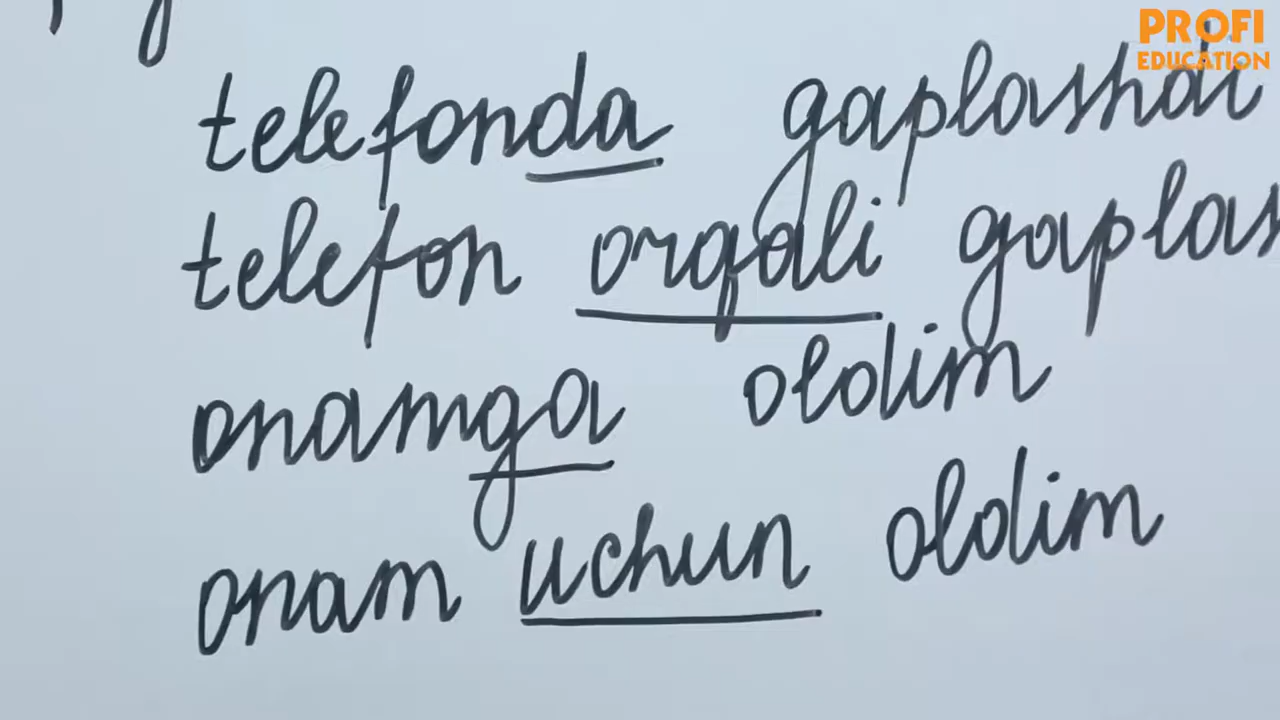 PROFI
EDUCATION
telefonda gaplashdi
telefon orqali
onamga oldim
onam uchun oldim